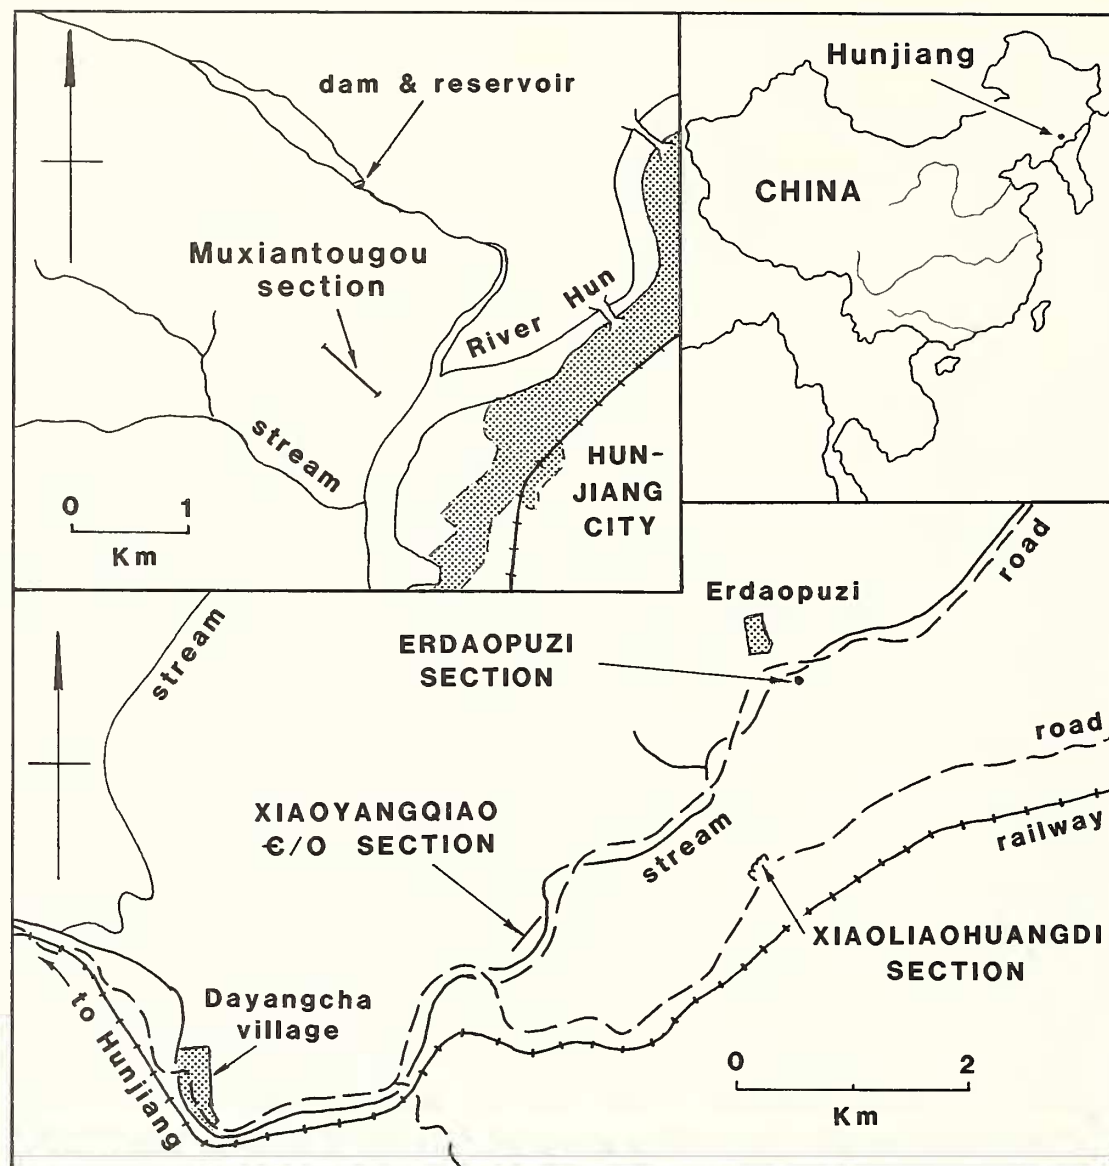 dam & reservoir
Muxiantougou
section
River Hun
stream
0 1
Km
HUN-
JIANG
CITY
Hunjiang
CHINA
stream
Erdaopuzi
road
ERDAOPUZI
SECTION
road
railway
XIAOYANGQIAO
Є/O SECTION
stream
XIAOLIAOHUANGDI
SECTION
Dayangcha
village
to Hunjiang
0 2
Km